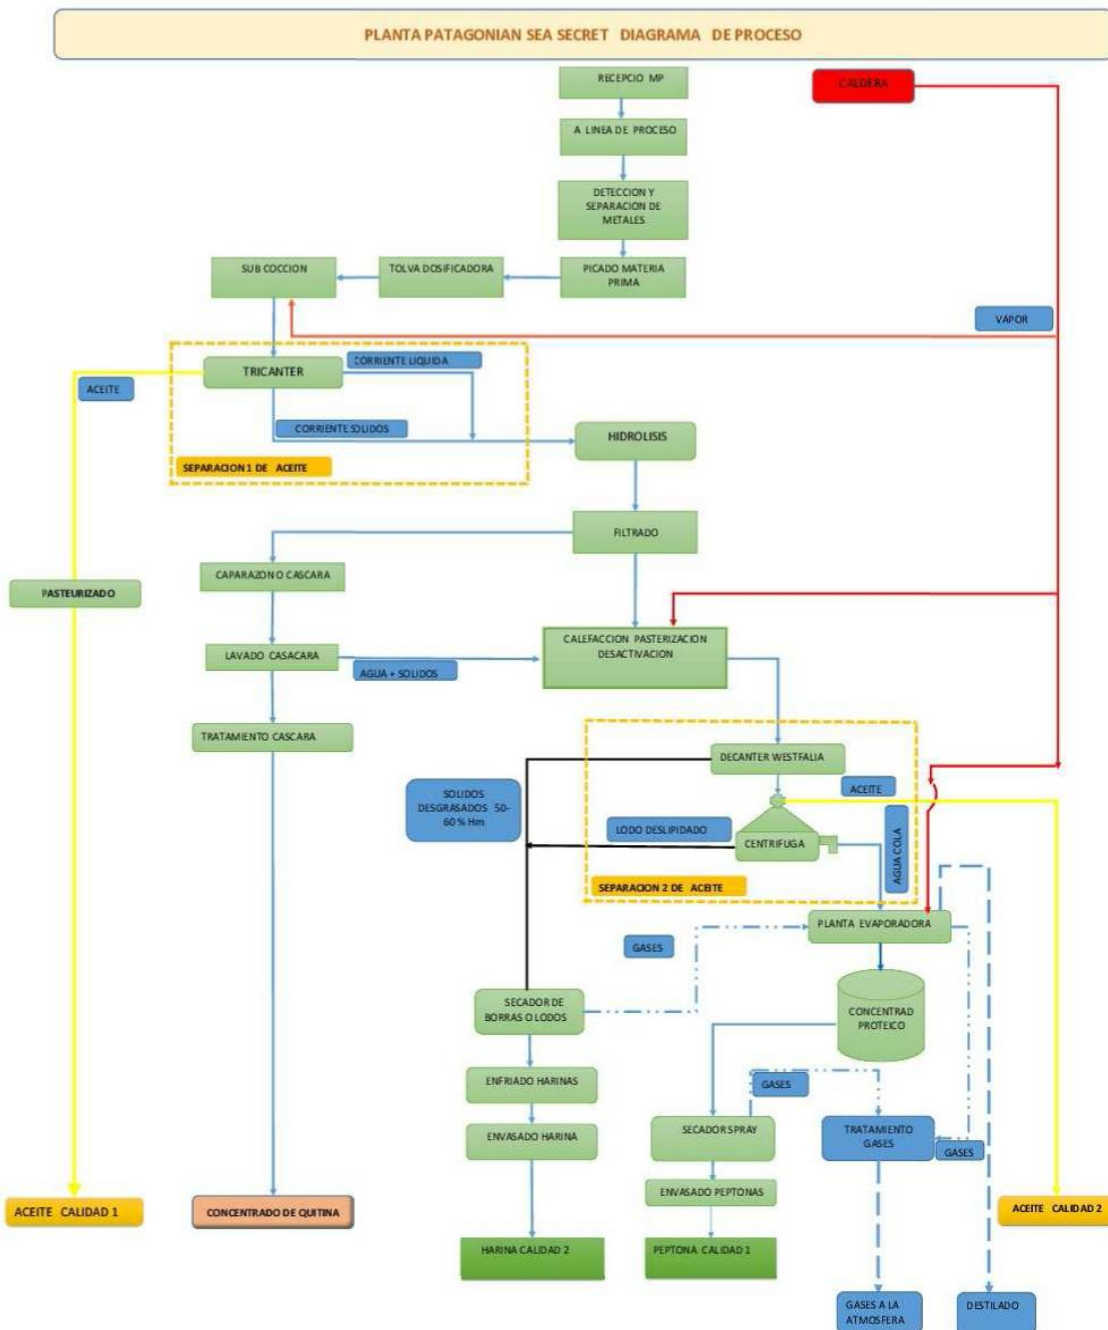 PLANTA PATAGONIAN SEA SECRET DIAGRAMA DE PROCESO
RECEPCIO MP
CALDERA
A LINEA DE PROCESO
DETECCION Y
SEPARACION DE
METALES
SUB COCCION
TOLVA DOSIFICADORA
PICADO MATERIA
PRIMA
VAPOR
TRICANTER
CORRIENTE LIQUIDA
ACEITE
CORRIENTE SOLIDOS
HIDROLISIS
SEPARACION 1 DE ACEITE
FILTRADO
CAPARAZON O CASCARA
PASTEURIZADO
LAVADO CASACARA
AGUA + SOLIDOS
CALEFACCION PASTERIZACION
DESACTIVACION
TRATAMIENTO CASCARA
DECANTER WESTFALIA
ACEITE
SOLIDOS
DESGRASADOS 50-
60 % Hm
LODO DESLIPIDADO
CENTRIFUGA
AGUA COLA
SEPARACION 2 DE ACEITE
PLANTA EVAPORADORA
GASES
SECADOR DE
BORRAS O LODOS
CONCENTRAD
PROTEICO
ENFRIADO HARINAS
GASES
ENVASADO HARINA
SECADOR SPRAY
TRATAMIENTO
GASES
GASES
ENVASADO PEPTONAS
ACEITE CALIDAD 1
CONCENTRADO DE QUITINA
ACEITE CALIDAD 2
HARINA CALIDAD 2
PEPTONA CALIDAD 1
GASES A LA
ATMOSFERA
DESTILADO